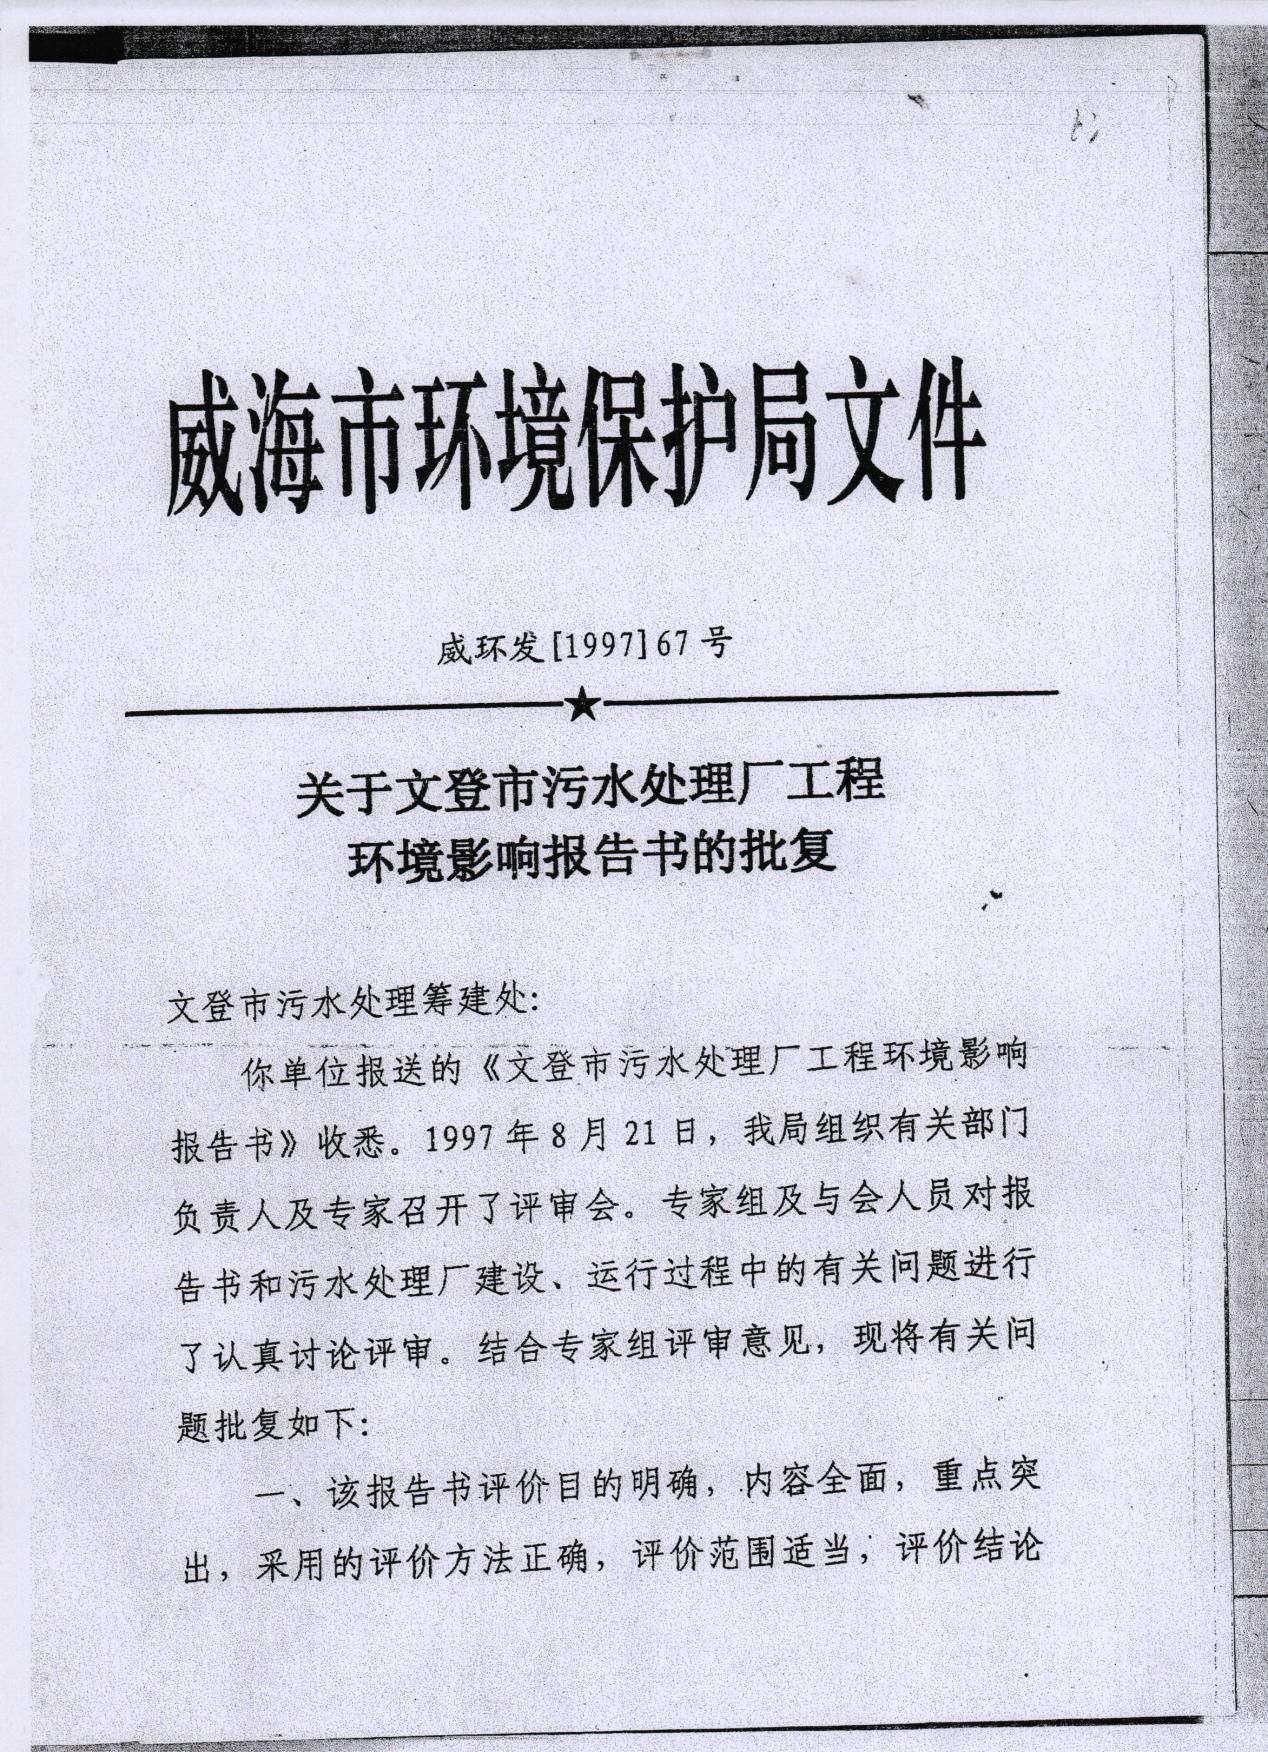 威海市环境保护局文件
威环发[1997]67号
关于文登市污水处理厂工程
环境影响报告书的批复
文登市污水处理筹建处:
你单位报送的《文登市污水处理厂工程环境影响
报告书》收悉。1997年8月21日，我局组织有关部门
负责人及专家召开了评审会。专家组及与会人员对报
告书和污水处理厂建设、运行过程中的有关问题进行
了认真讨论评审。结合专家组评审意见，现将有关问
题批复如下:
一、该报告书评价目的明确，内容全面，重点突
出，采用的评价方法正确，评价范围适当，评价结论